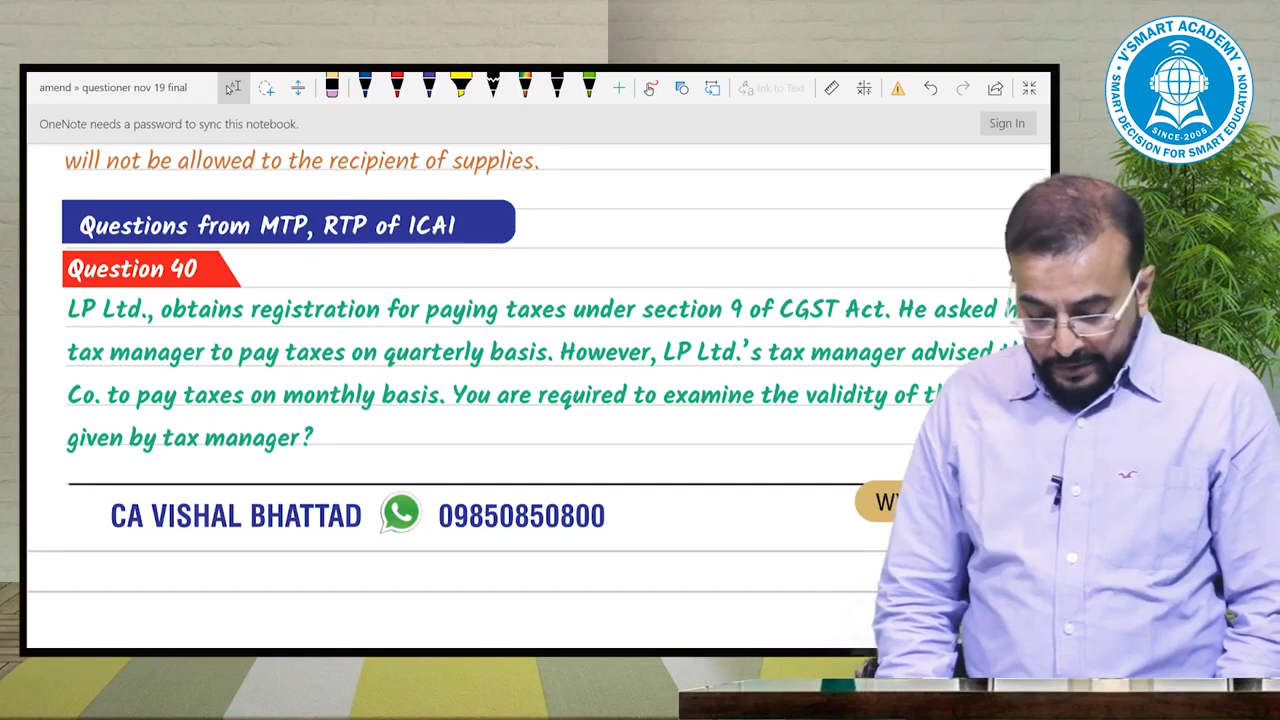 V'SMART ACADEMY
SMART DECISION FOR SMART EDUCATION
SINCE-2005
amend » questioner nov 19 final
Ink to Text
OneNote needs a password to sync this notebook.
Sign In
will not be allowed to the recipient of supplies.
Questions from MTP, RTP of ICAI
Question 40
LP Ltd., obtains registration for paying taxes under section 9 of CGST Act. He asked
tax manager to pay taxes on quarterly basis. However, LP Ltd.'s tax manager advised
Co. to pay taxes on monthly basis. You are required to examine the validity of
given by tax manager?
CA VISHAL BHATTAD 09850850800